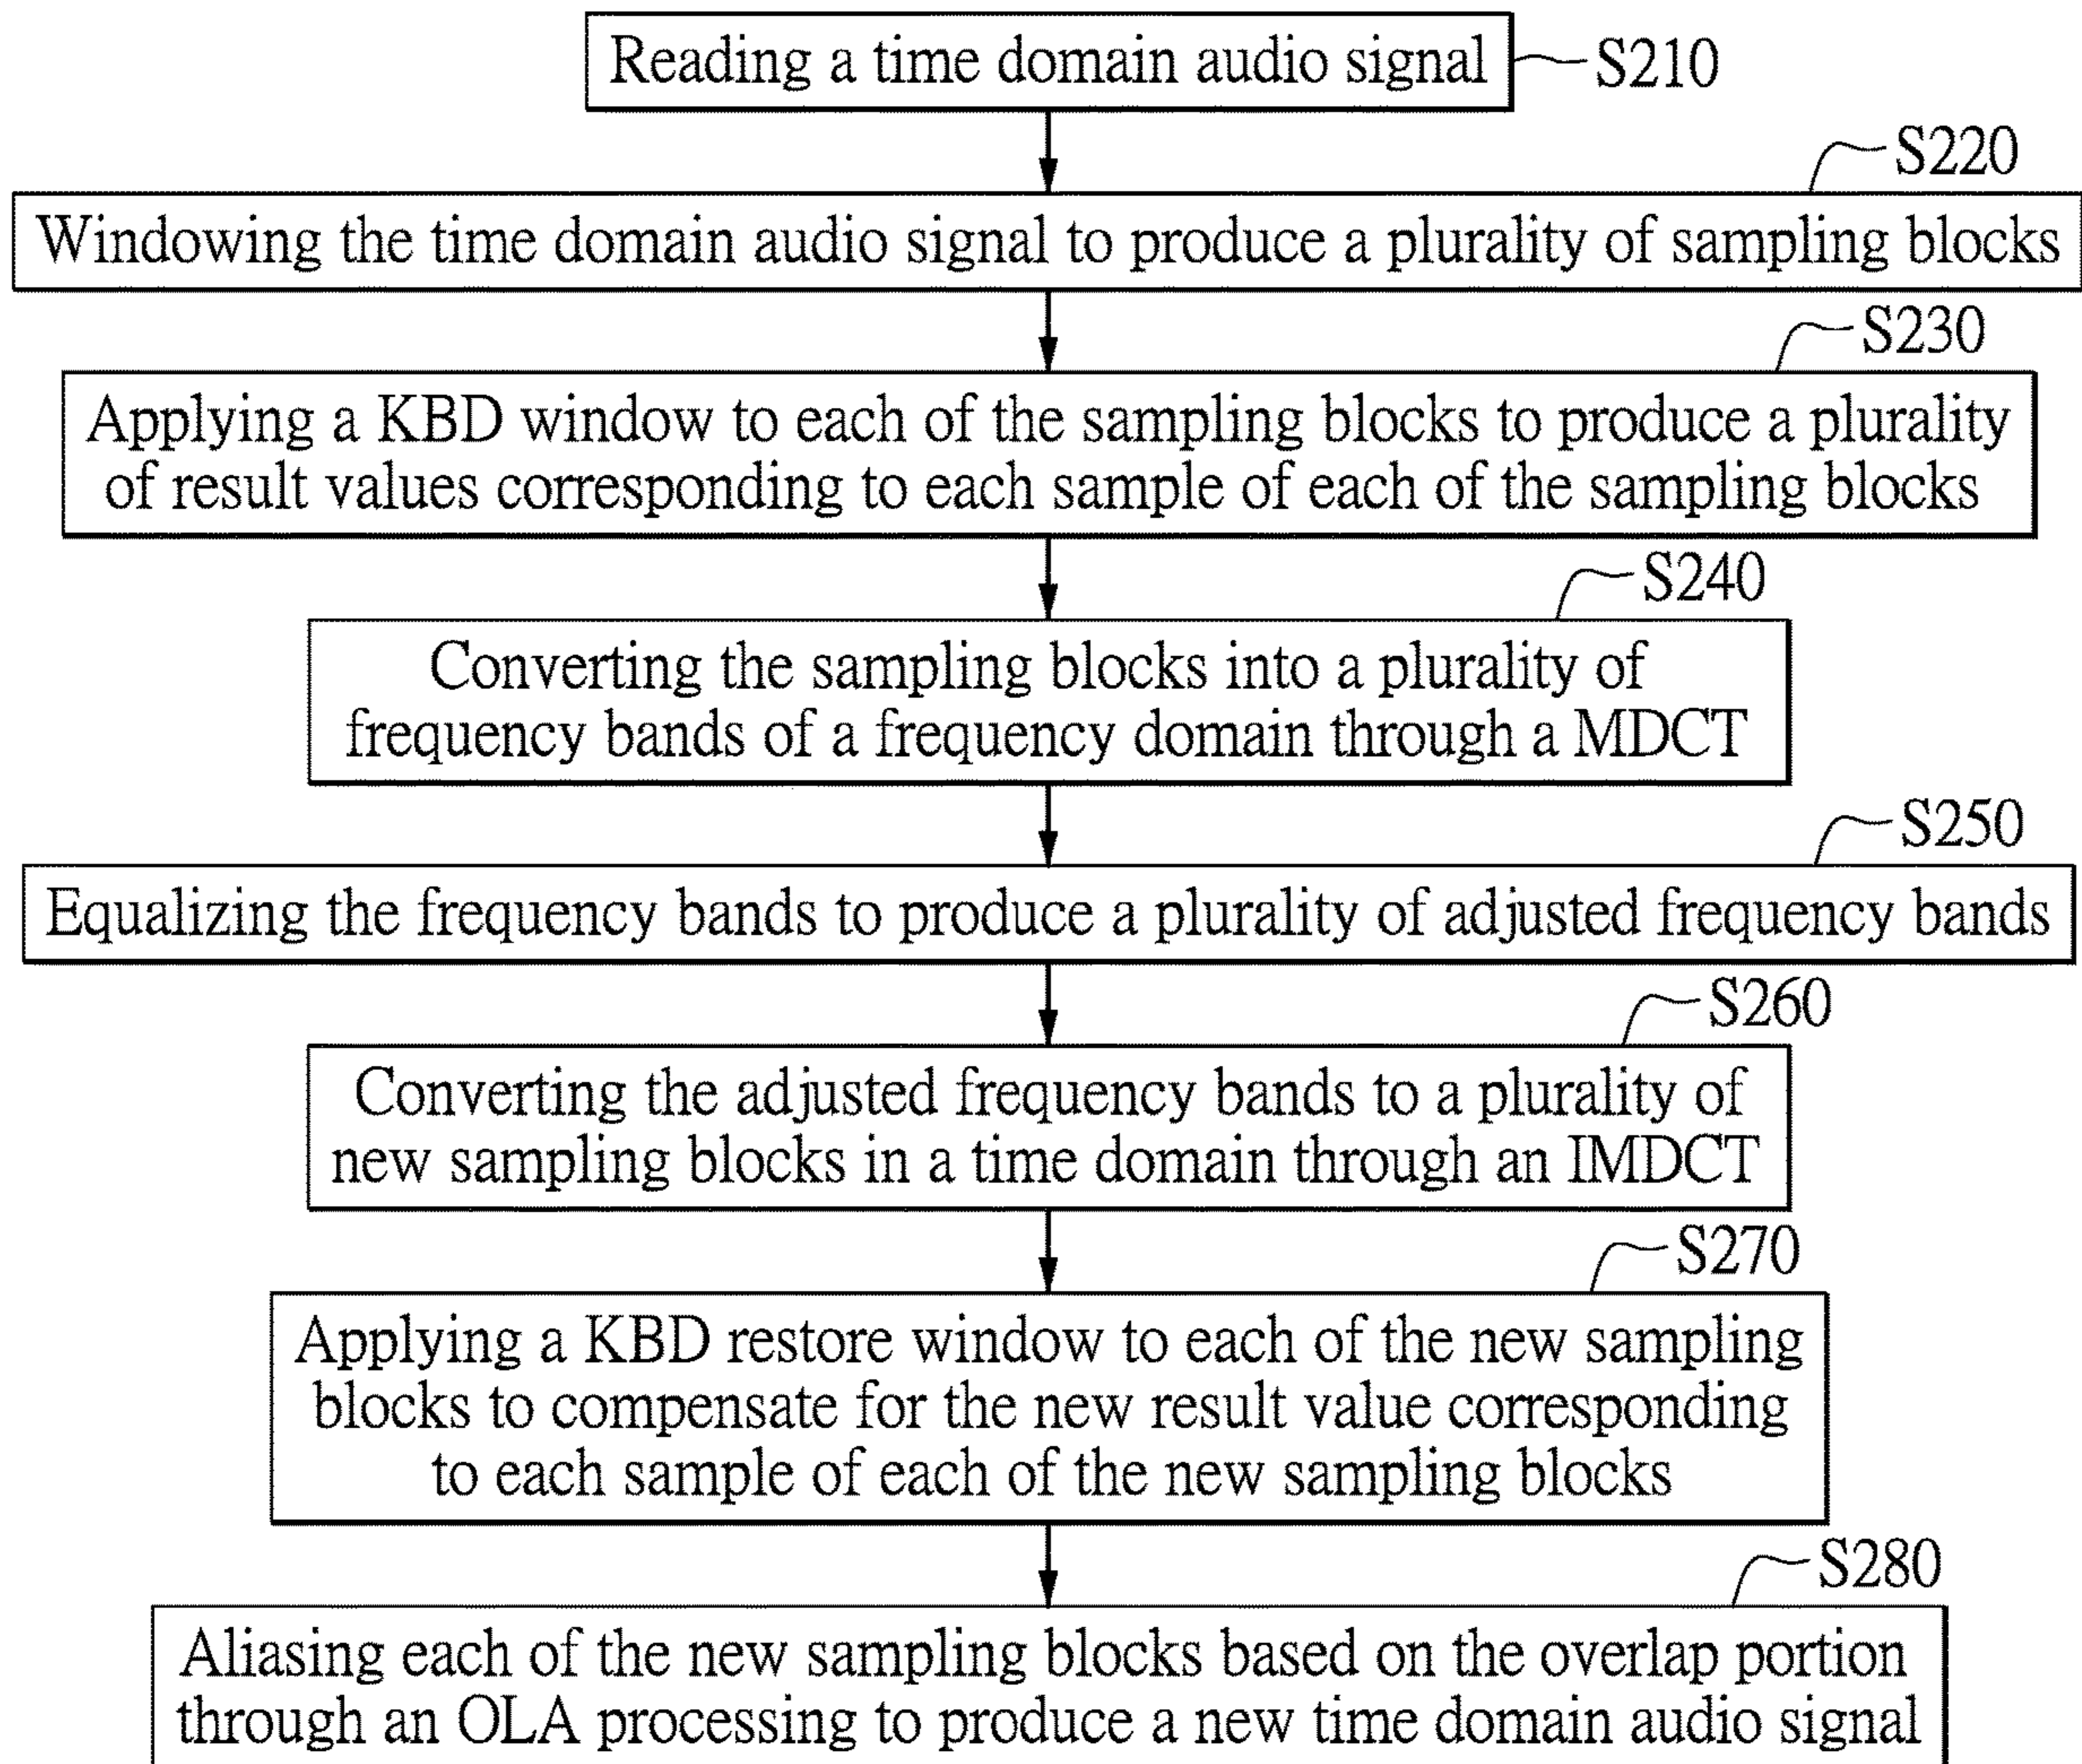 Reading a time domain audio signal
S210
S220
Windowing the time domain audio signal to produce a plurality of sampling blocks
S230
Applying a KBD window to each of the sampling blocks to produce a plurality
of result values corresponding to each sample of each of the sampling blocks
S240
Converting the sampling blocks into a plurality of
frequency bands of a frequency domain through a MDCT
S250
Equalizing the frequency bands to produce a plurality of adjusted frequency bands
S260
Converting the adjusted frequency bands to a plurality of
new sampling blocks in a time domain through an IMDCT
S270
Applying a KBD restore window to each of the new sampling
blocks to compensate for the new result value corresponding
to each sample of each of the new sampling blocks
S280
Aliasing each of the new sampling blocks based on the overlap portion
through an OLA processing to produce a new time domain audio signal